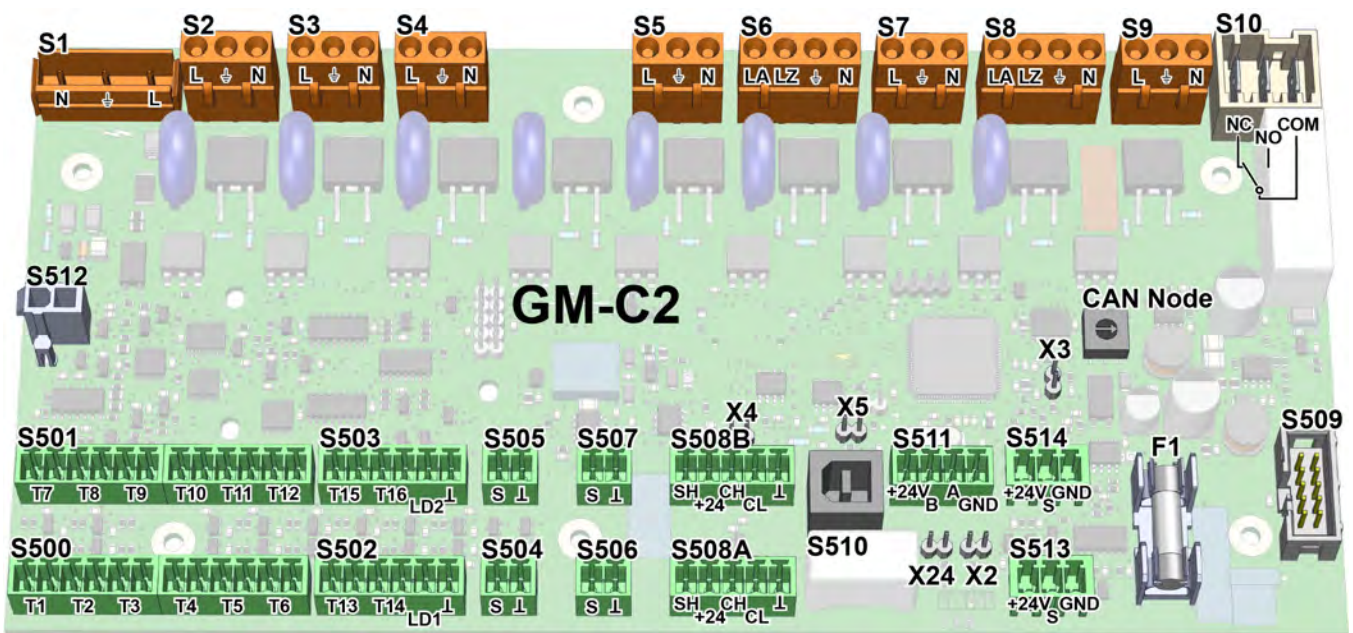 S1 S2 S3 S4 S5 S6 S7 S8 S9 S10
N ⏚ L L ⏚ N L ⏚ N L ⏚ N L ⏚ N LA LZ ⏚ N L ⏚ N LA LZ ⏚ N L ⏚ N
NC NO COM
S512
GM-C2
CAN Node
X3
X4 X5
S501 S503 S505 S507 S508B S511 S514 F1 S509
T7 T8 T9 T10 T11 T12 T15 T16 LD2 ⊥ S ⊥ S ⊥ SH +24 CH CL ⊥ +24V B A GND +24V S GND
S500 S502 S504 S506 S508A S510 X24 X2 S513
T1 T2 T3 T4 T5 T6 T13 T14 LD1 ⊥ S ⊥ S ⊥ SH +24 CH CL ⊥ +24V S GND